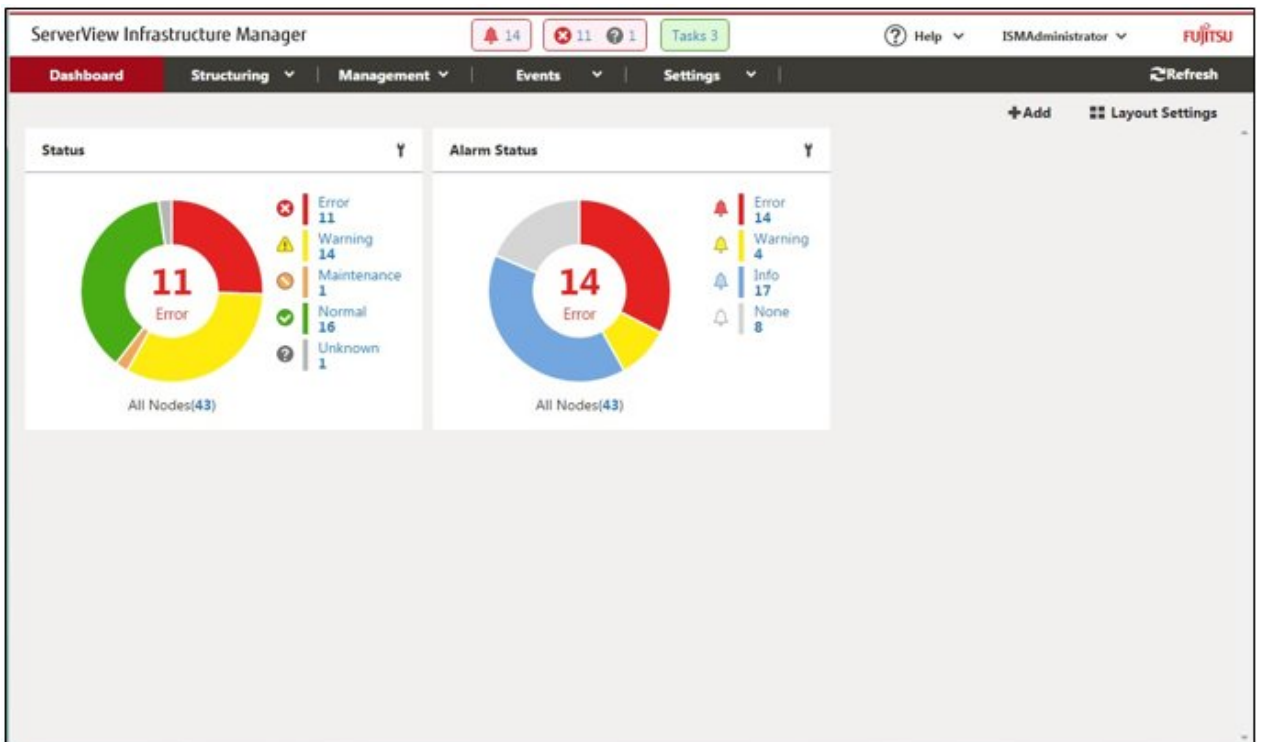 ServerView Infrastructure Manager
14
11
1
Tasks 3
Help
ISMAdministrator
FUJITSU
Dashboard
Structuring
Management
Events
Settings
Refresh
Add
Layout Settings
Status
Error
11
Warning
14
Maintenance
1
Normal
16
Unknown
1
11
Error
All Nodes(43)
Alarm Status
Error
14
Warning
4
Info
17
None
8
14
Error
All Nodes(43)